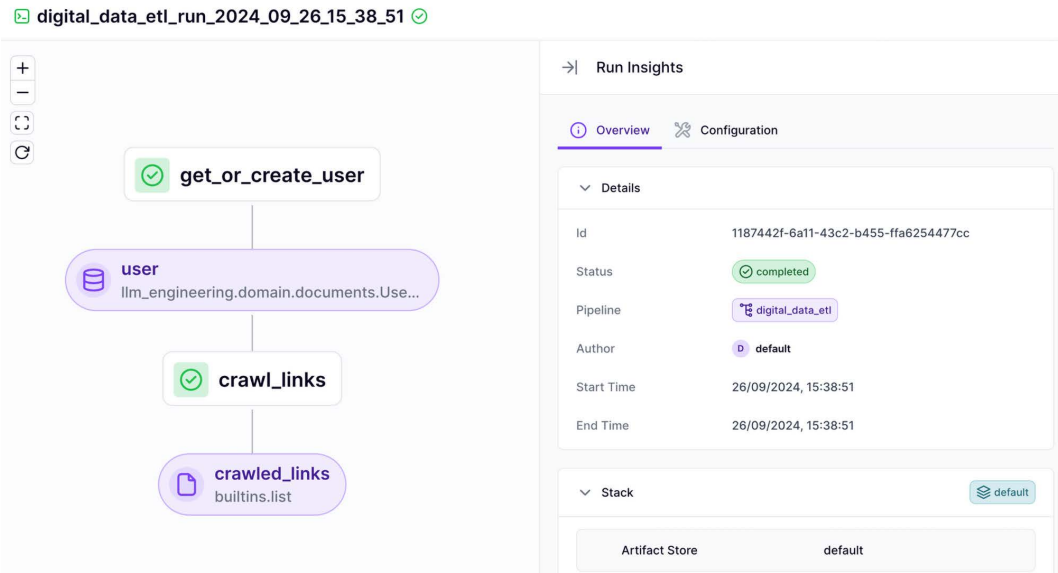 digital_data_etl_run_2024_09_26_15_38_51
get_or_create_user
user
llm_engineering.domain.documents.Use...
crawl_links
crawled_links
builtins.list
Run Insights
Overview
Configuration
Details
Id 1187442f-6a11-43c2-b455-ffa6254477cc
Status completed
Pipeline digital_data_etl
Author D default
Start Time 26/09/2024, 15:38:51
End Time 26/09/2024, 15:38:51
Stack default
Artifact Store default